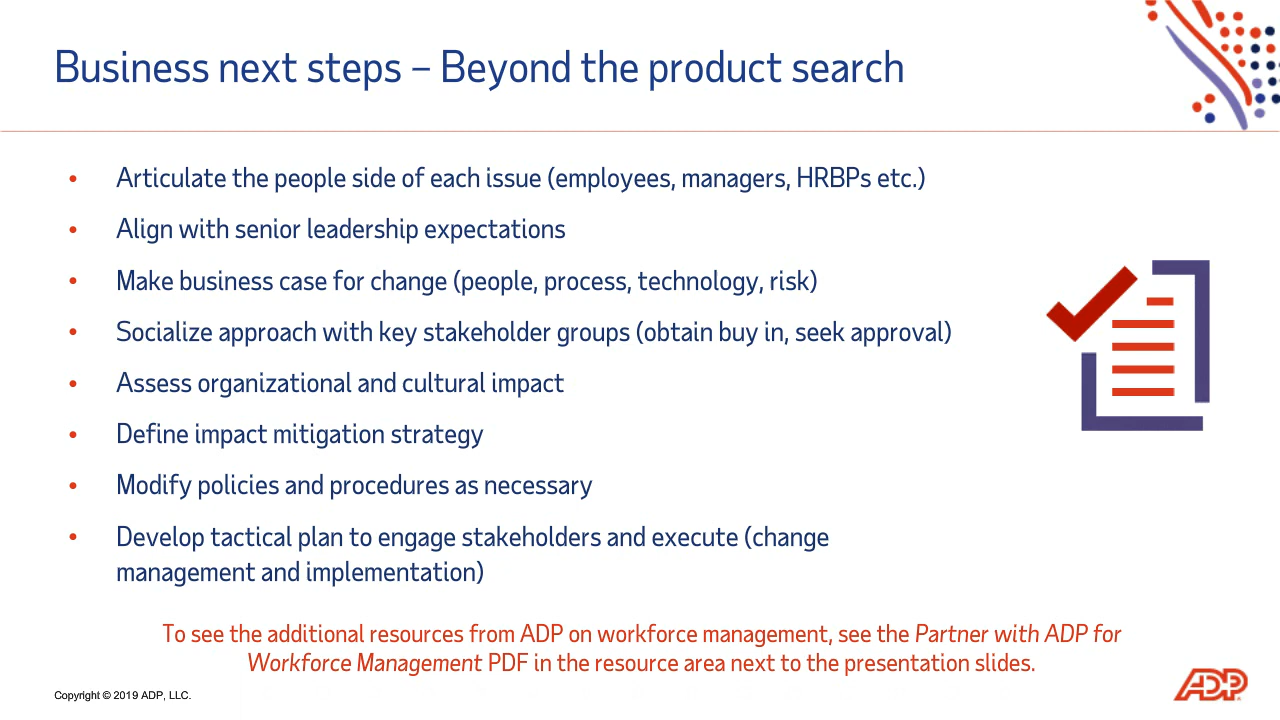 Business next steps – Beyond the product search
• Articulate the people side of each issue (employees, managers, HRBPs etc.)
• Align with senior leadership expectations
• Make business case for change (people, process, technology, risk)
• Socialize approach with key stakeholder groups (obtain buy in, seek approval)
• Assess organizational and cultural impact
• Define impact mitigation strategy
• Modify policies and procedures as necessary
• Develop tactical plan to engage stakeholders and execute (change
management and implementation)
To see the additional resources from ADP on workforce management, see the Partner with ADP for
Workforce Management PDF in the resource area next to the presentation slides.
Copyright © 2019 ADP, LLC.
ADP